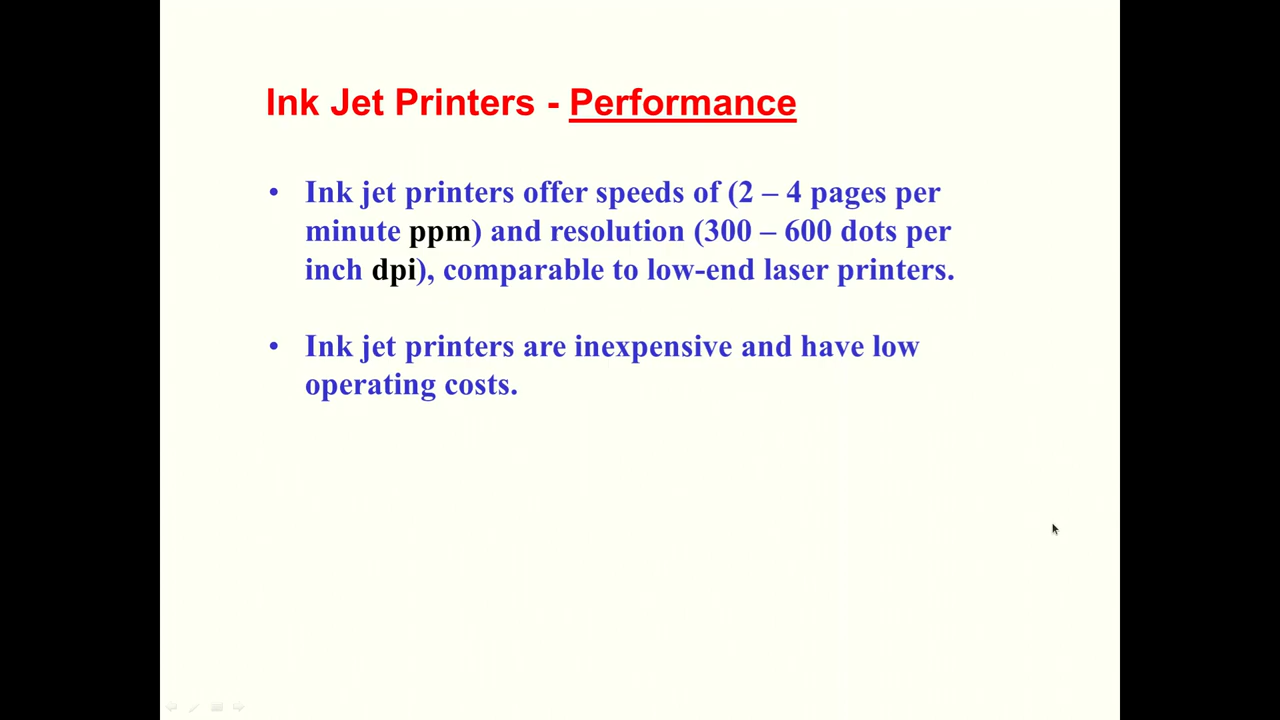 Ink Jet Printers - Performance
• Ink jet printers offer speeds of (2 – 4 pages per
minute ppm) and resolution (300 – 600 dots per
inch dpi), comparable to low-end laser printers.
• Ink jet printers are inexpensive and have low
operating costs.